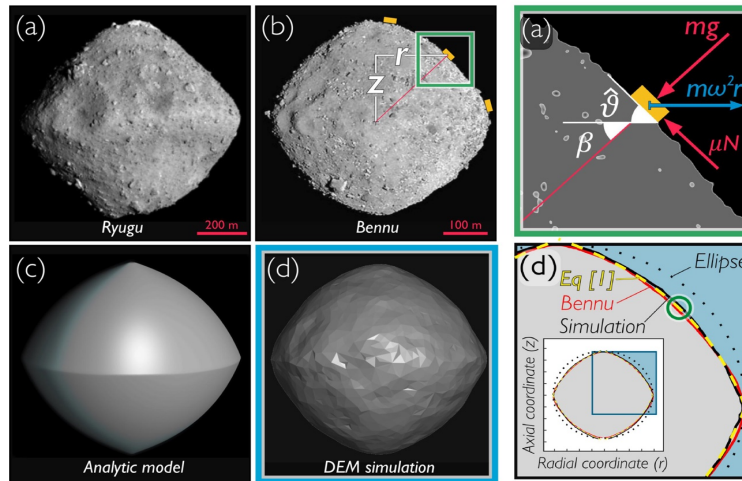 (a)
Ryugu
200 m
(b)
r
z
Bennu
100 m
(a)
mg
mω²r
ϑ̂
β
μN
(c)
Analytic model
(d)
DEM simulation
(d)
Ellipse
Eq [1]
Bennu
Simulation
Axial coordinate (z)
Radial coordinate (r)